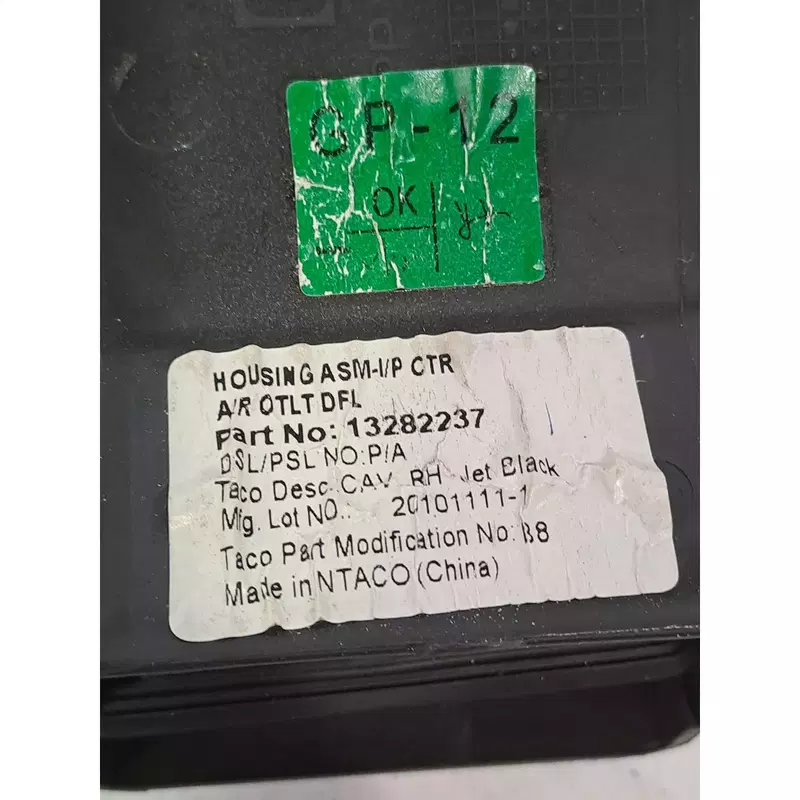 GP-12
OK
HOUSING ASM-I/P CTR
A/R OTLT DFL
Part No: 13282237
DSL/PSL NO:P/A
Taco Desc. CAV RH Jet Black
Mfg. Lot NO.: 20101111-1
Taco Part Modification No: B8
Made in NTACO (China)